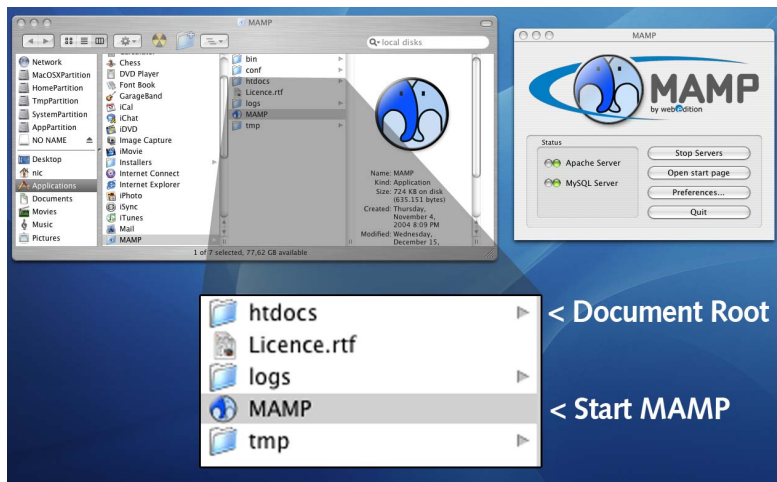 MAMP
local disks
Network
MacOSXPartition
HomePartition
TmpPartition
SystemPartition
AppPartition
NO NAME
Desktop
nic
Applications
Documents
Movies
Music
Pictures
Chess
DVD Player
Font Book
GarageBand
iCal
iChat
iDVD
Image Capture
iMovie
Installers
Internet Connect
Internet Explorer
iPhoto
iSync
iTunes
Mail
MAMP
bin
conf
htdocs
Licence.rtf
logs
MAMP
tmp
Name: MAMP
Kind: Application
Size: 724 KB on disk
(635.151 bytes)
Created: Thursday,
November 4,
2004 8:09 PM
Modified: Wednesday,
December 15,
1 of 7 selected, 77,62 GB available
MAMP
MAMP
by webedition
Status
Apache Server
MySQL Server
Stop Servers
Open start page
Preferences...
Quit
htdocs
Licence.rtf
logs
MAMP
tmp
< Document Root
< Start MAMP